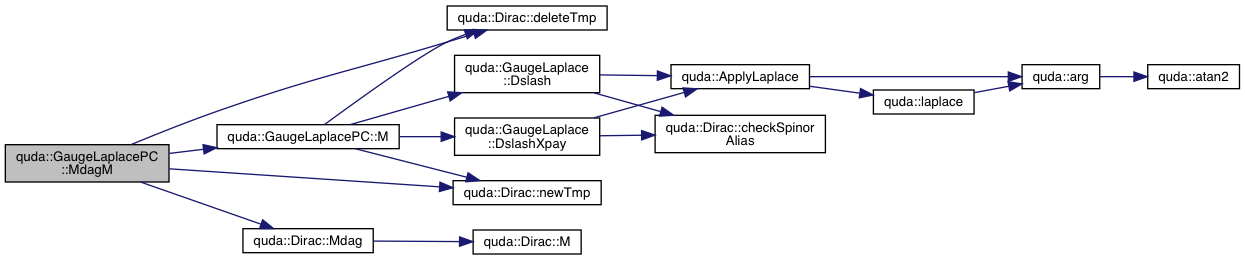 quda::GaugeLaplacePC
::MdagM
quda::Dirac::deleteTmp
quda::GaugeLaplacePC::M
quda::GaugeLaplace
::Dslash
quda::GaugeLaplace
::DslashXpay
quda::Dirac::newTmp
quda::Dirac::Mdag
quda::Dirac::M
quda::ApplyLaplace
quda::Dirac::checkSpinor
Alias
quda::laplace
quda::arg
quda::atan2